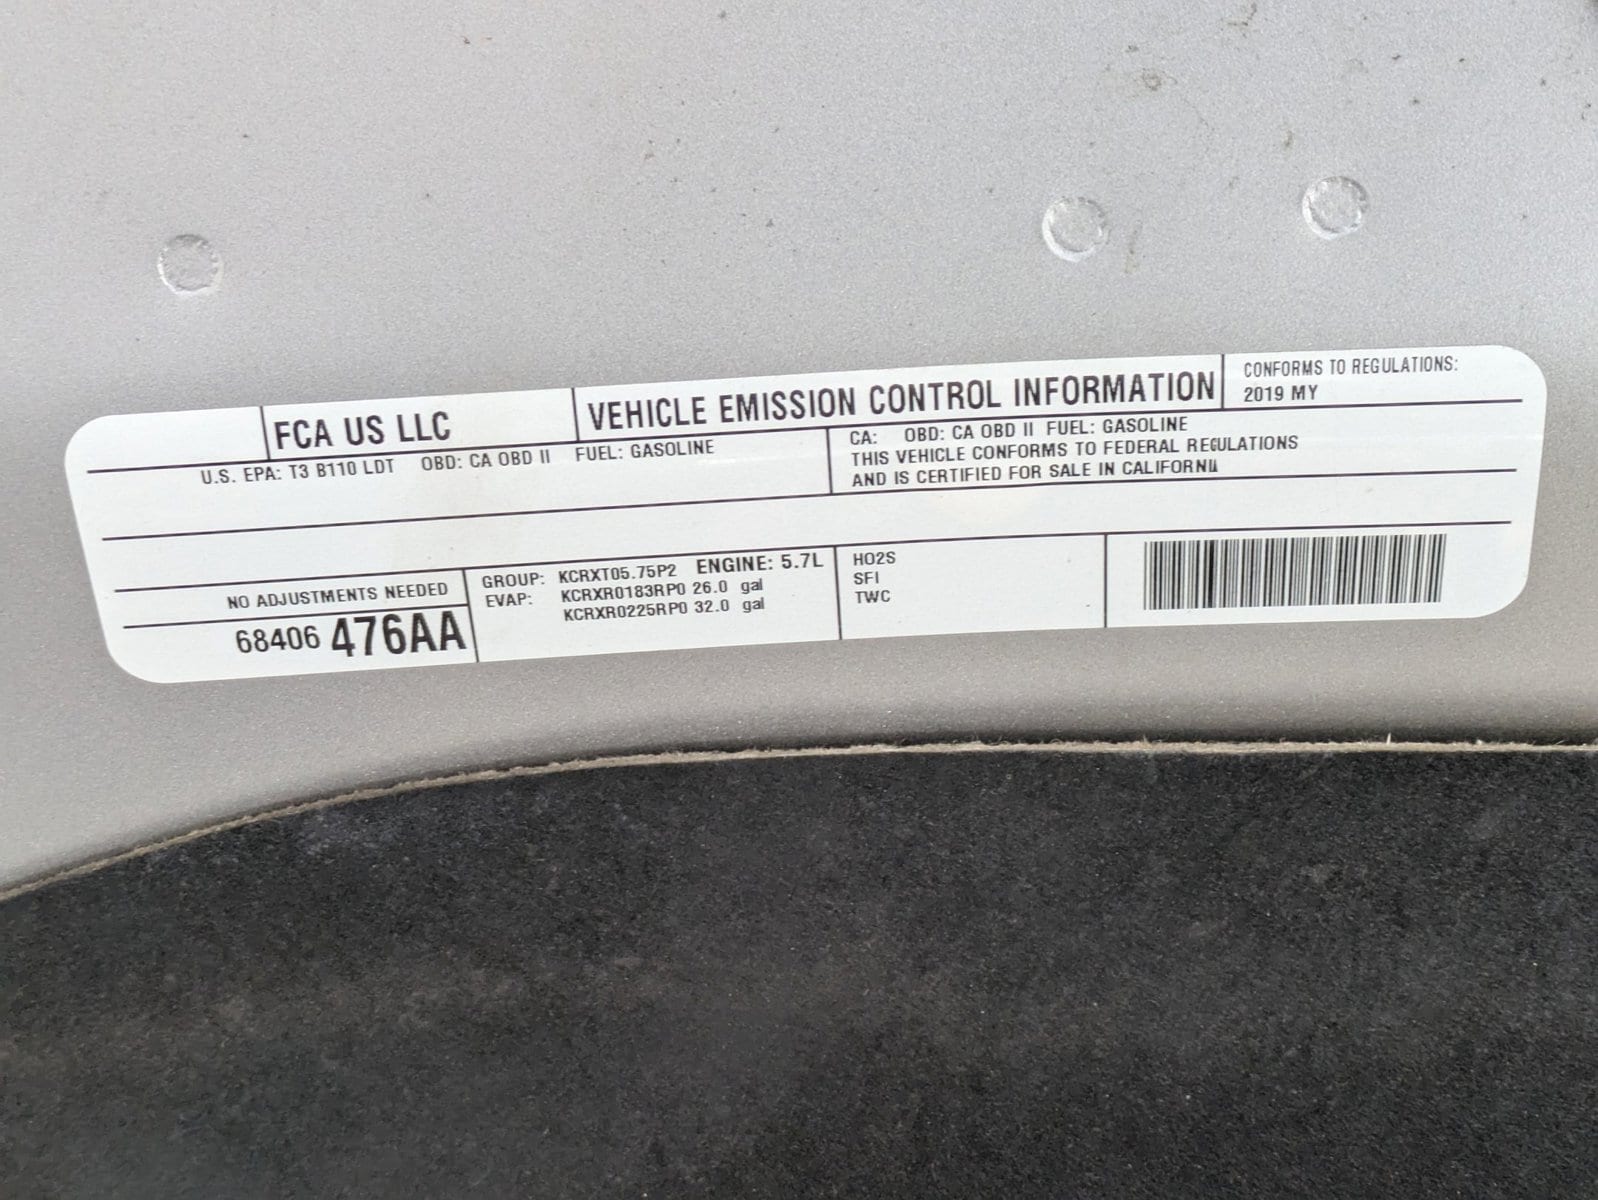 FCA US LLC
VEHICLE EMISSION CONTROL INFORMATION
CONFORMS TO REGULATIONS:
2019 MY
U.S. EPA: T3 B110 LDT OBD: CA OBD II FUEL: GASOLINE
CA: OBD: CA OBD II FUEL: GASOLINE
THIS VEHICLE CONFORMS TO FEDERAL REGULATIONS
AND IS CERTIFIED FOR SALE IN CALIFORNIA
NO ADJUSTMENTS NEEDED
68406 476AA
GROUP: KCRXT05.75P2 ENGINE: 5.7L
EVAP: KCRXR0183RP0 26.0 gal
KCRXR0225RP0 32.0 gal
HO2S
SFI
TWC